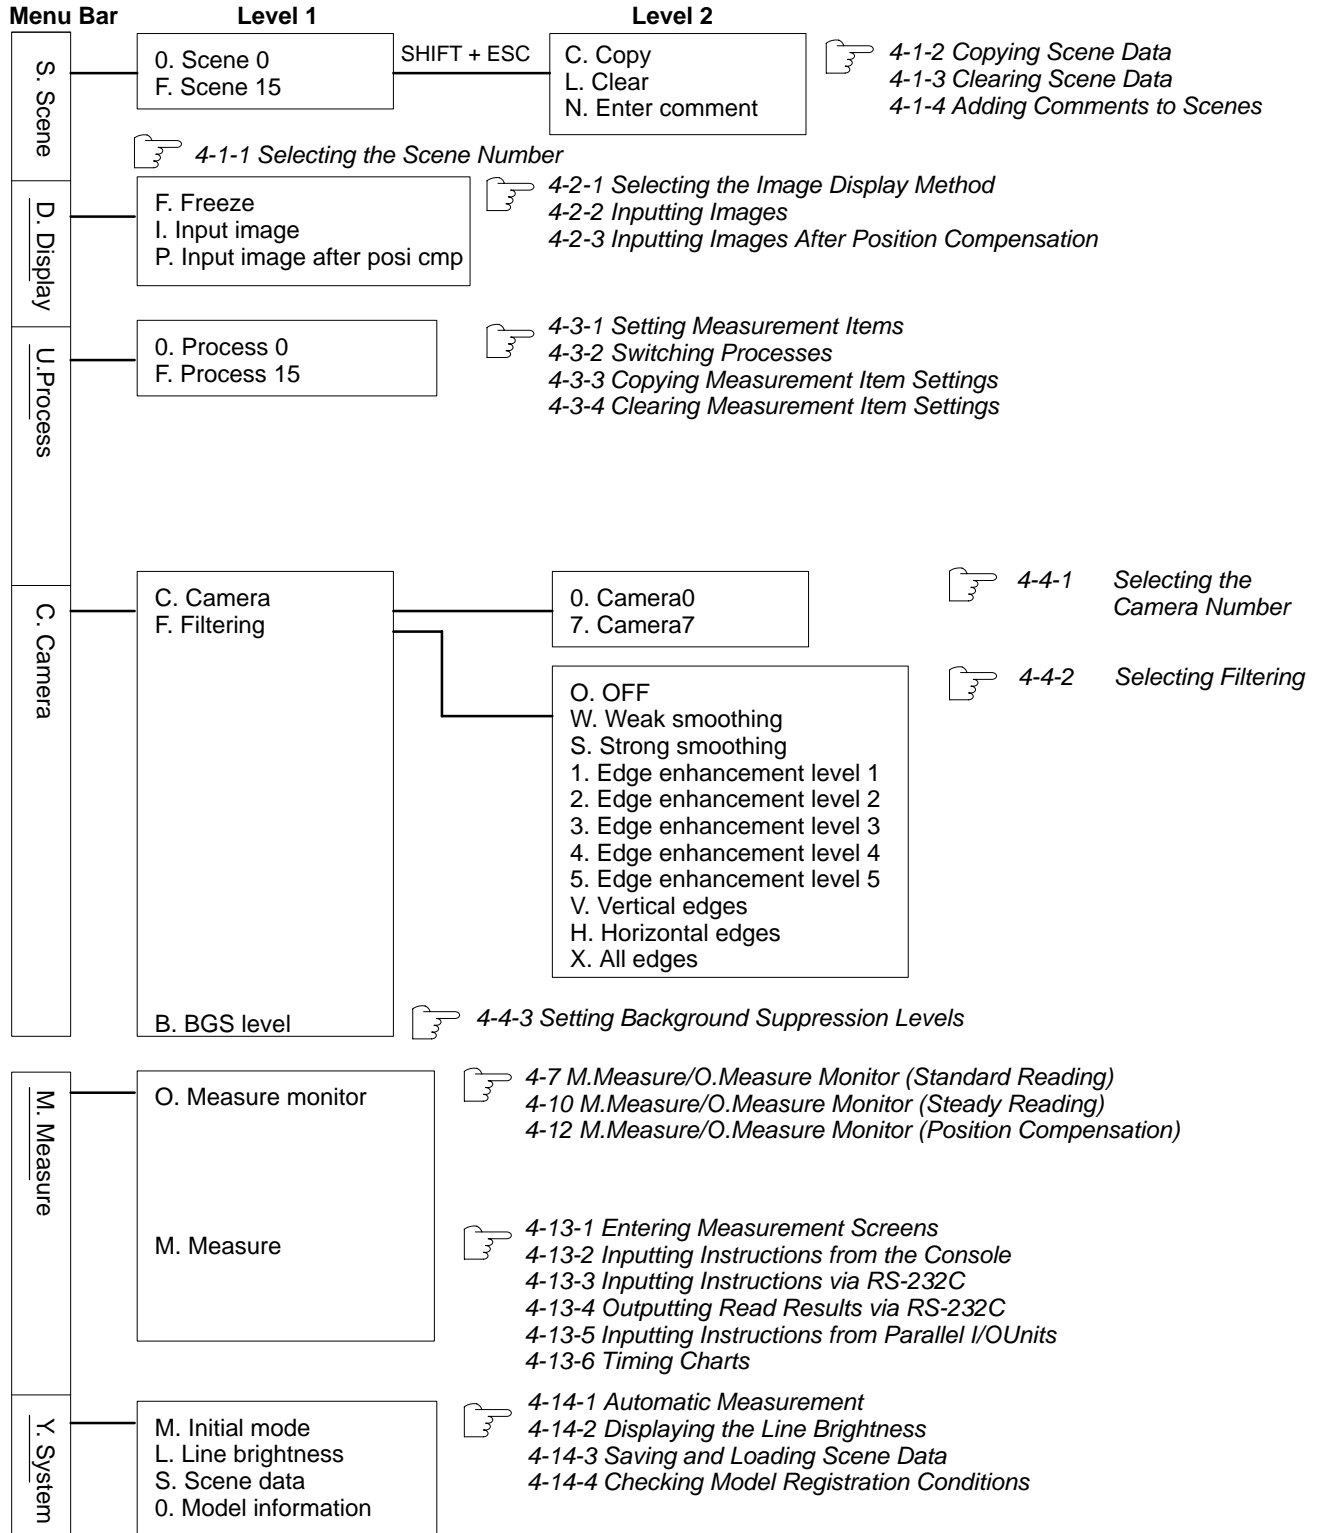 Menu Bar Level 1 Level 2
S. Scene
0. Scene 0
F. Scene 15
SHIFT + ESC
C. Copy
L. Clear
N. Enter comment
4-1-2 Copying Scene Data
4-1-3 Clearing Scene Data
4-1-4 Adding Comments to Scenes
4-1-1 Selecting the Scene Number
D. Display
F. Freeze
I. Input image
P. Input image after posi cmp
4-2-1 Selecting the Image Display Method
4-2-2 Inputting Images
4-2-3 Inputting Images After Position Compensation
U.Process
0. Process 0
F. Process 15
4-3-1 Setting Measurement Items
4-3-2 Switching Processes
4-3-3 Copying Measurement Item Settings
4-3-4 Clearing Measurement Item Settings
C. Camera
C. Camera
F. Filtering
0. Camera0
7. Camera7
4-4-1 Selecting the
Camera Number
O. OFF
W. Weak smoothing
S. Strong smoothing
1. Edge enhancement level 1
2. Edge enhancement level 2
3. Edge enhancement level 3
4. Edge enhancement level 4
5. Edge enhancement level 5
V. Vertical edges
H. Horizontal edges
X. All edges
4-4-2 Selecting Filtering
B. BGS level
4-4-3 Setting Background Suppression Levels
M. Measure
O. Measure monitor
4-7 M.Measure/O.Measure Monitor (Standard Reading)
4-10 M.Measure/O.Measure Monitor (Steady Reading)
4-12 M.Measure/O.Measure Monitor (Position Compensation)
M. Measure
4-13-1 Entering Measurement Screens
4-13-2 Inputting Instructions from the Console
4-13-3 Inputting Instructions via RS-232C
4-13-4 Outputting Read Results via RS-232C
4-13-5 Inputting Instructions from Parallel I/OUnits
4-13-6 Timing Charts
Y. System
M. Initial mode
L. Line brightness
S. Scene data
0. Model information
4-14-1 Automatic Measurement
4-14-2 Displaying the Line Brightness
4-14-3 Saving and Loading Scene Data
4-14-4 Checking Model Registration Conditions